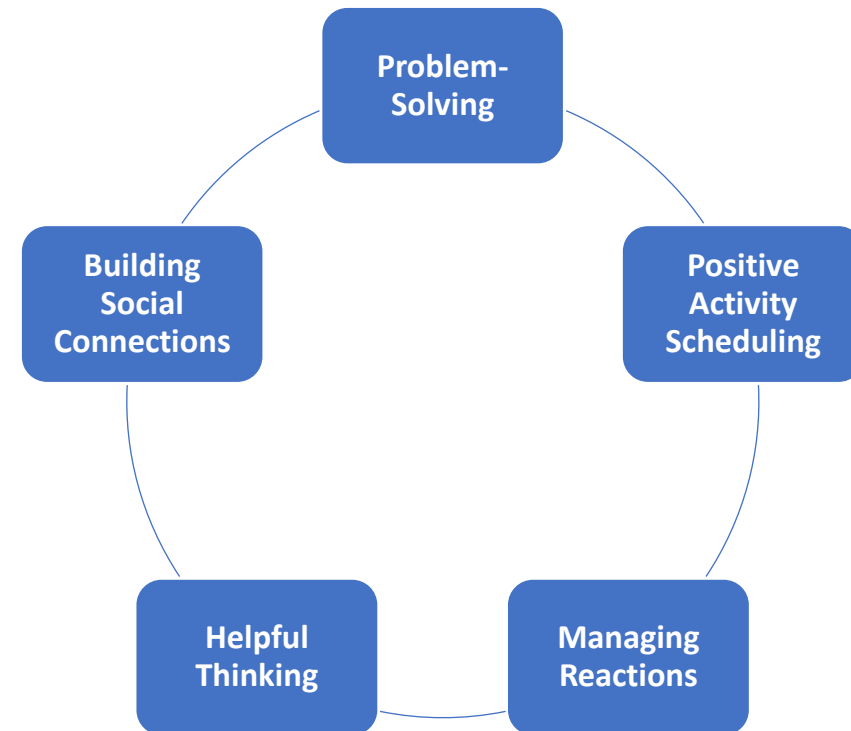 Problem-
Solving
Positive
Activity
Scheduling
Managing
Reactions
Helpful
Thinking
Building
Social
Connections